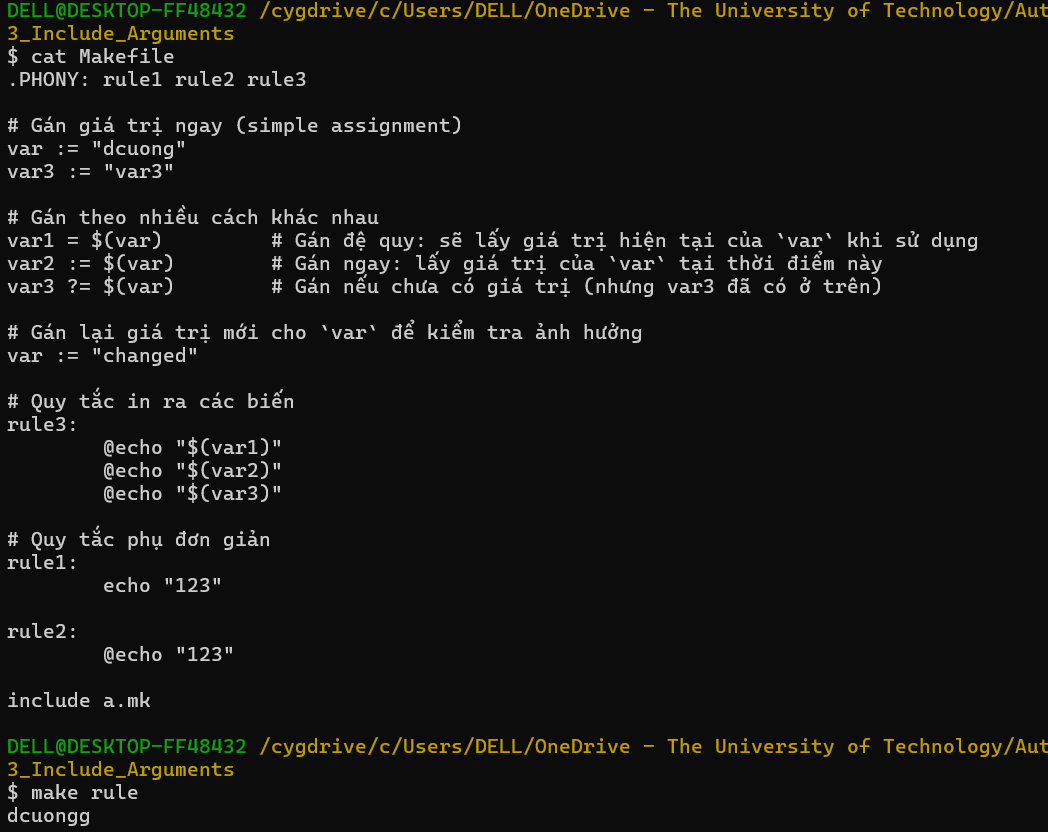 DELL@DESKTOP-FF48432 /cygdrive/c/Users/DELL/OneDrive - The University of Technology/Aut
3_Include_Arguments
$ cat Makefile
.PHONY: rule1 rule2 rule3
# Gán giá trị ngay (simple assignment)
var := "dcuong"
var3 := "var3"
# Gán theo nhiều cách khác nhau
var1 = $(var)         # Gán đệ quy: sẽ lấy giá trị hiện tại của `var` khi sử dụng
var2 := $(var)        # Gán ngay: lấy giá trị của `var` tại thời điểm này
var3 ?= $(var)        # Gán nếu chưa có giá trị (nhưng var3 đã có ở trên)
# Gán lại giá trị mới cho `var` để kiểm tra ảnh hưởng
var := "changed"
# Quy tắc in ra các biến
rule3:
        @echo "$(var1)"
        @echo "$(var2)"
        @echo "$(var3)"
# Quy tắc phụ đơn giản
rule1:
        echo "123"
rule2:
        @echo "123"
include a.mk
DELL@DESKTOP-FF48432 /cygdrive/c/Users/DELL/OneDrive - The University of Technology/Aut
3_Include_Arguments
$ make rule
dcuongg